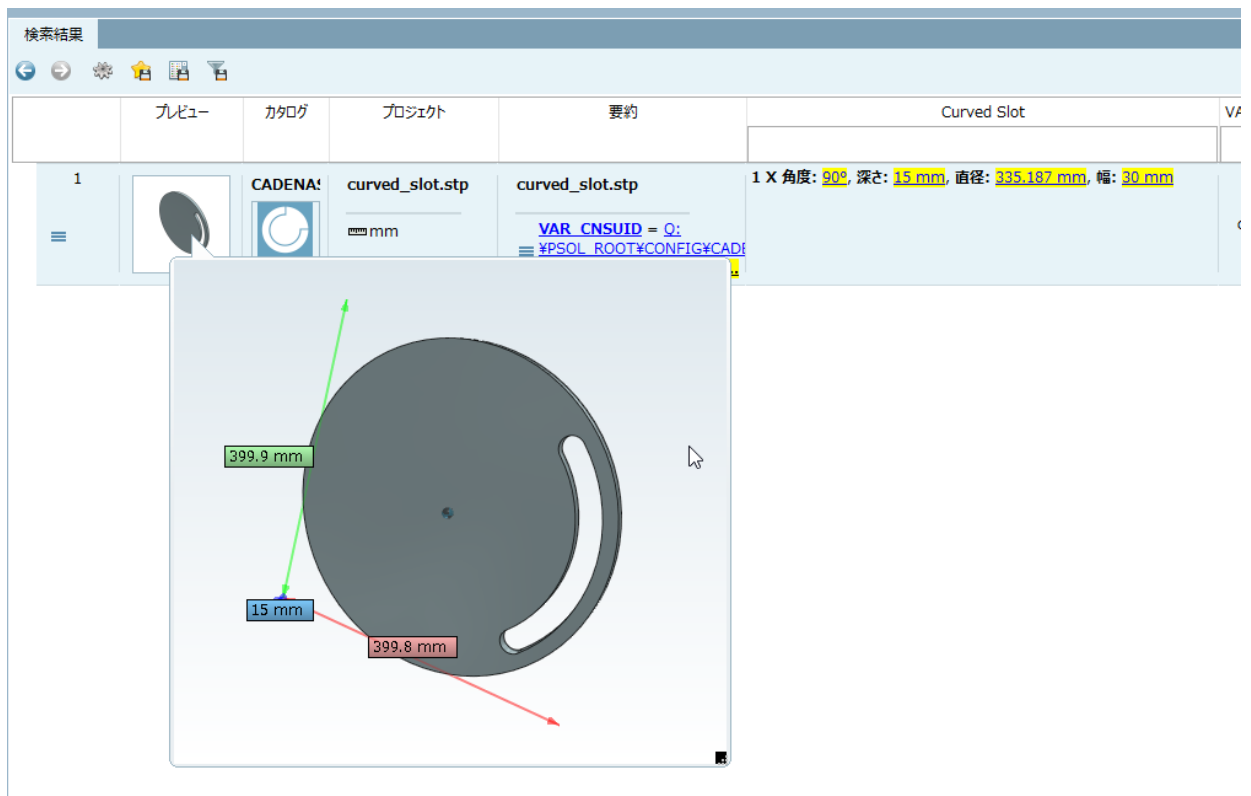 検索結果
プレビュー カタログ プロジェクト 要約 Curved Slot VA
1 CADENAS curved_slot.stp curved_slot.stp 1 X 角度: 90°, 深さ: 15 mm, 直径: 335.187 mm, 幅: 30 mm
mm VAR_CNSUID = Q:
¥PSOL_ROOT¥CONFIG¥CADE
399.9 mm
15 mm
399.8 mm